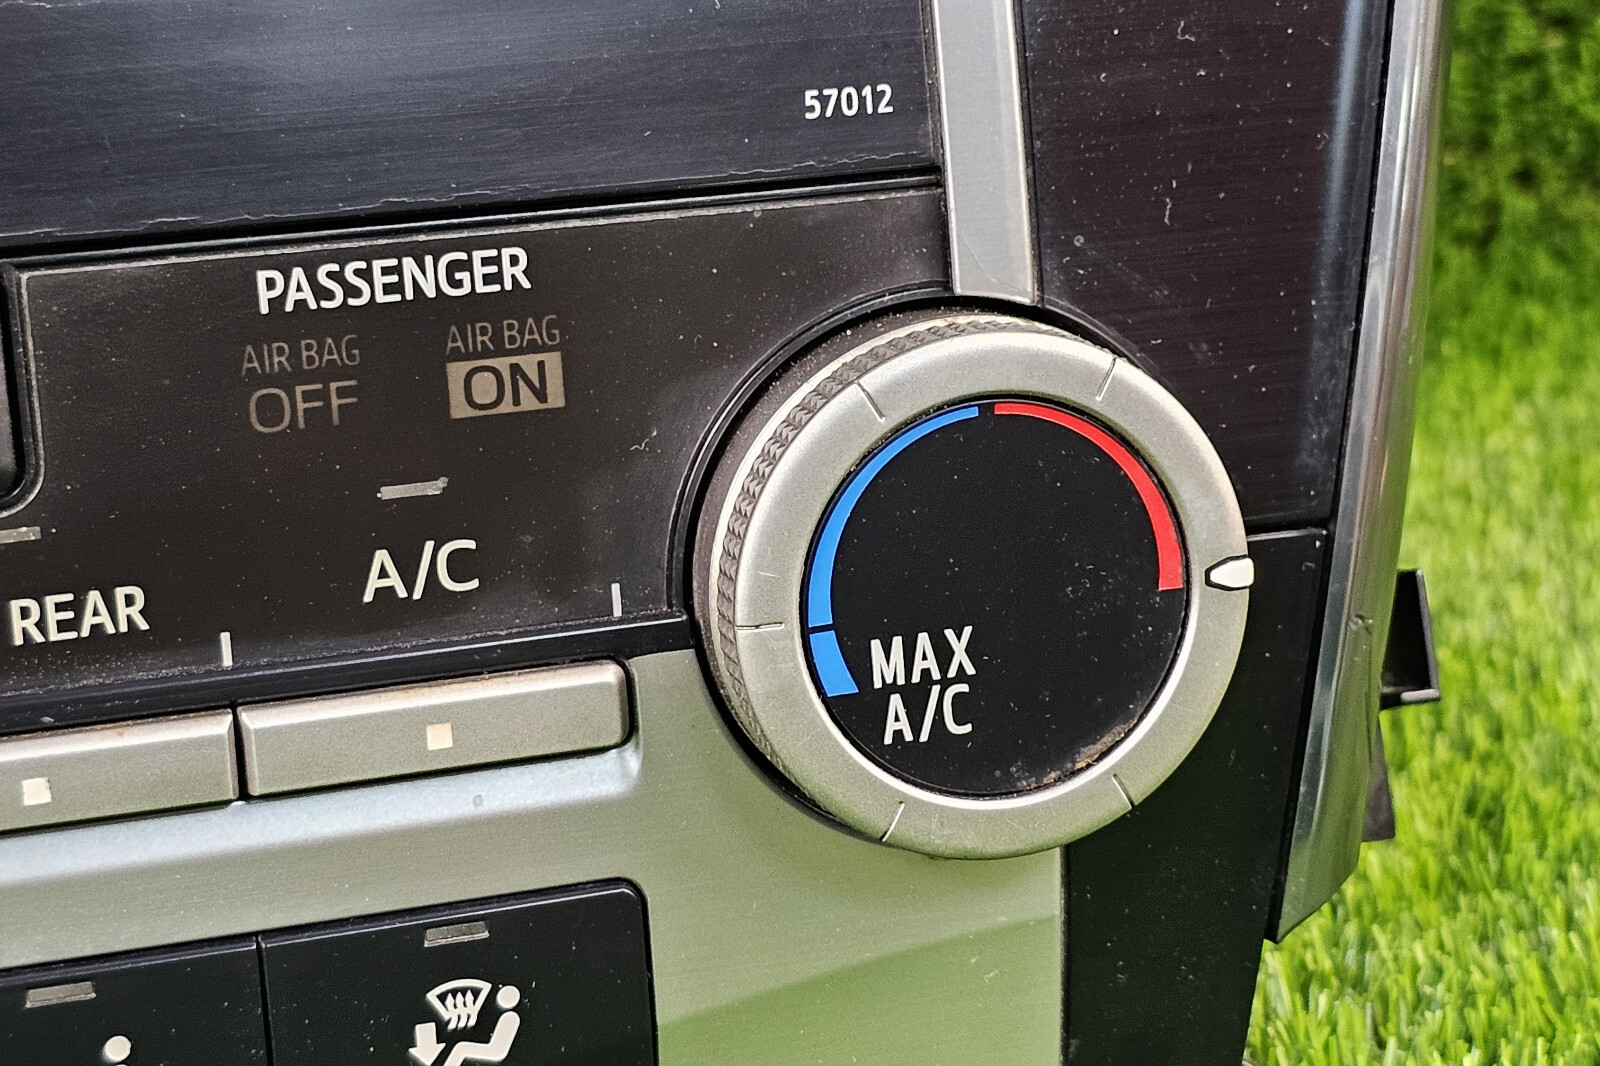 57012
PASSENGER
AIR BAG AIR BAG
OFF ON
REAR
A/C
MAX
A/C